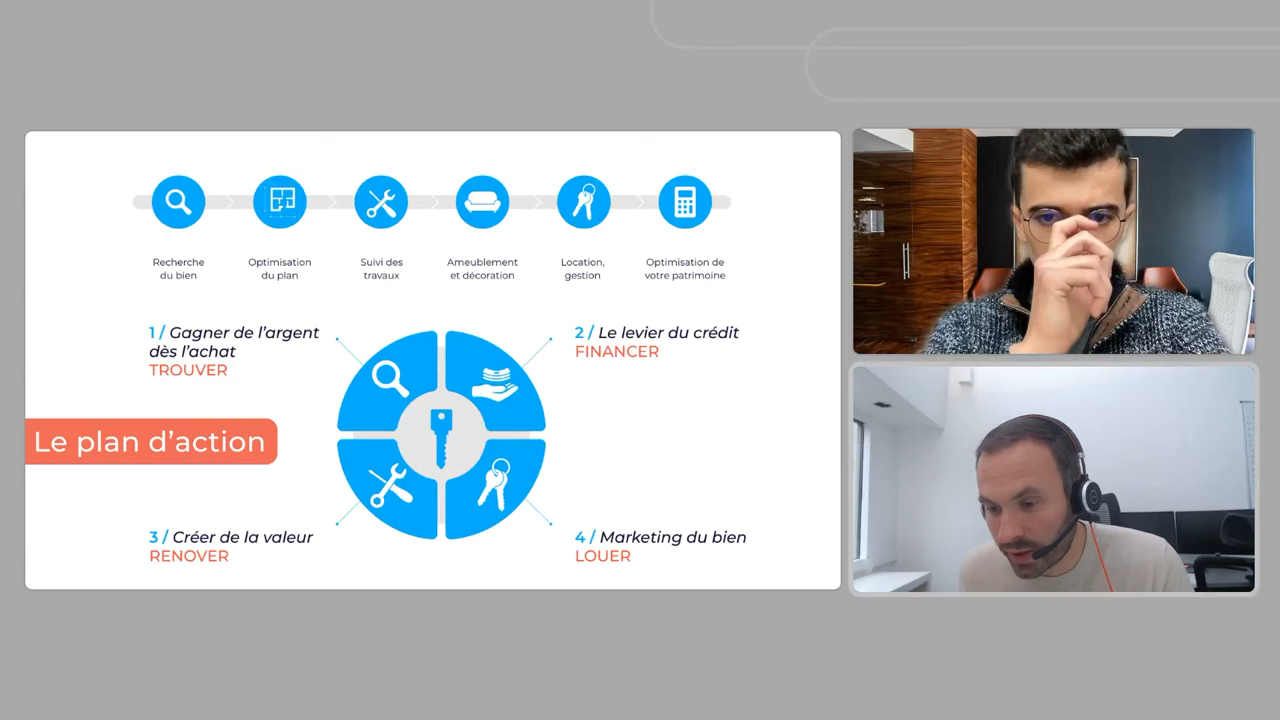 Recherche
du bien
Optimisation
du plan
Suivi des
travaux
Ameublement
et décoration
Location,
gestion
Optimisation de
votre patrimoine
1 / Gagner de l'argent
dès l'achat
TROUVER
2 / Le levier du crédit
FINANCER
Le plan d'action
3 / Créer de la valeur
RENOVER
4 / Marketing du bien
LOUER